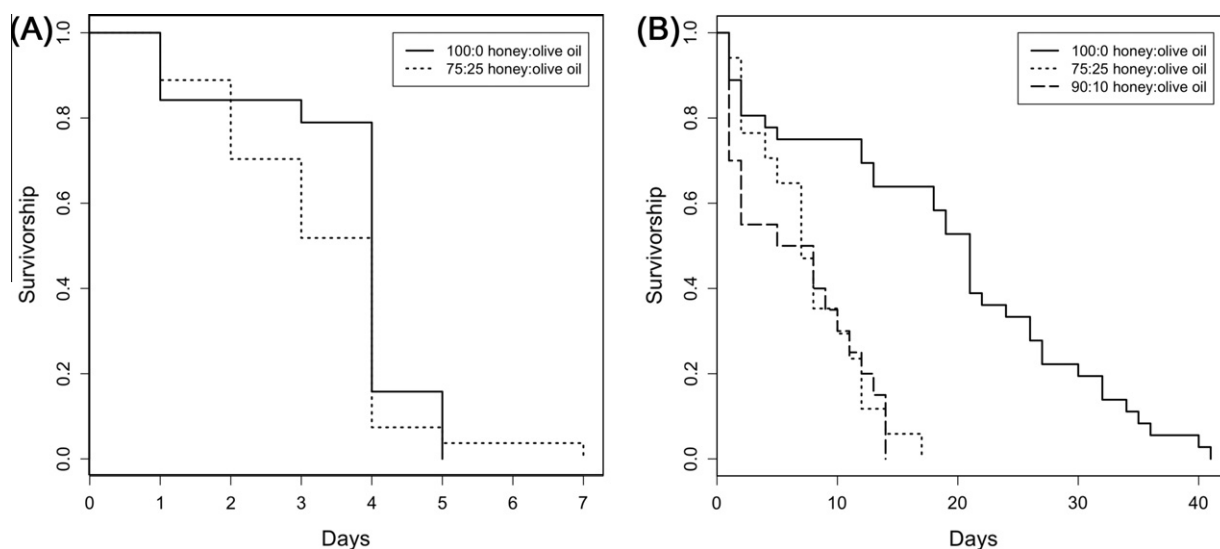 (A)
100:0 honey:olive oil
75:25 honey:olive oil
Survivorship
1.0
0.8
0.6
0.4
0.2
0.0
0 1 2 3 4 5 6 7
Days
(B)
100:0 honey:olive oil
75:25 honey:olive oil
90:10 honey:olive oil
Survivorship
1.0
0.8
0.6
0.4
0.2
0.0
0 10 20 30 40
Days